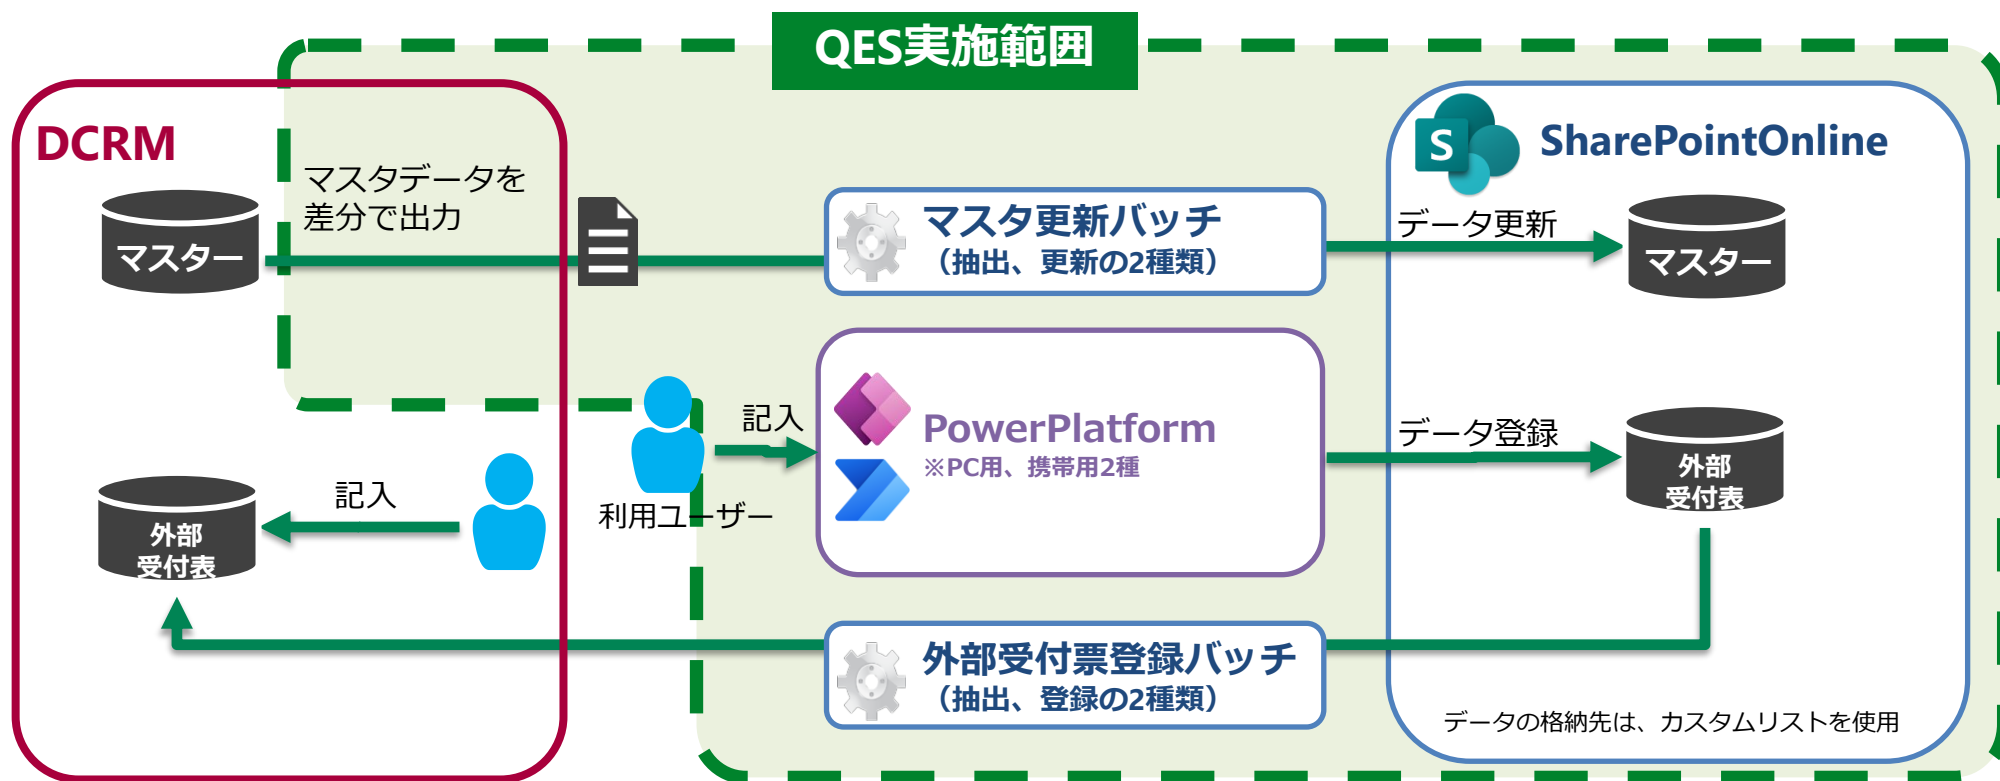 QES実施範囲
DCRM
マスタデータを
差分で出力
マスター
マスタ更新バッチ
（抽出、更新の2種類）
データ更新
S
SharePointOnline
マスター
記入
利用ユーザー
PowerPlatform
※PC用、携帯用2種
データ登録
外部
受付表
記入
外部
受付表
外部受付票登録バッチ
（抽出、登録の2種類）
データの格納先は、カスタムリストを使用